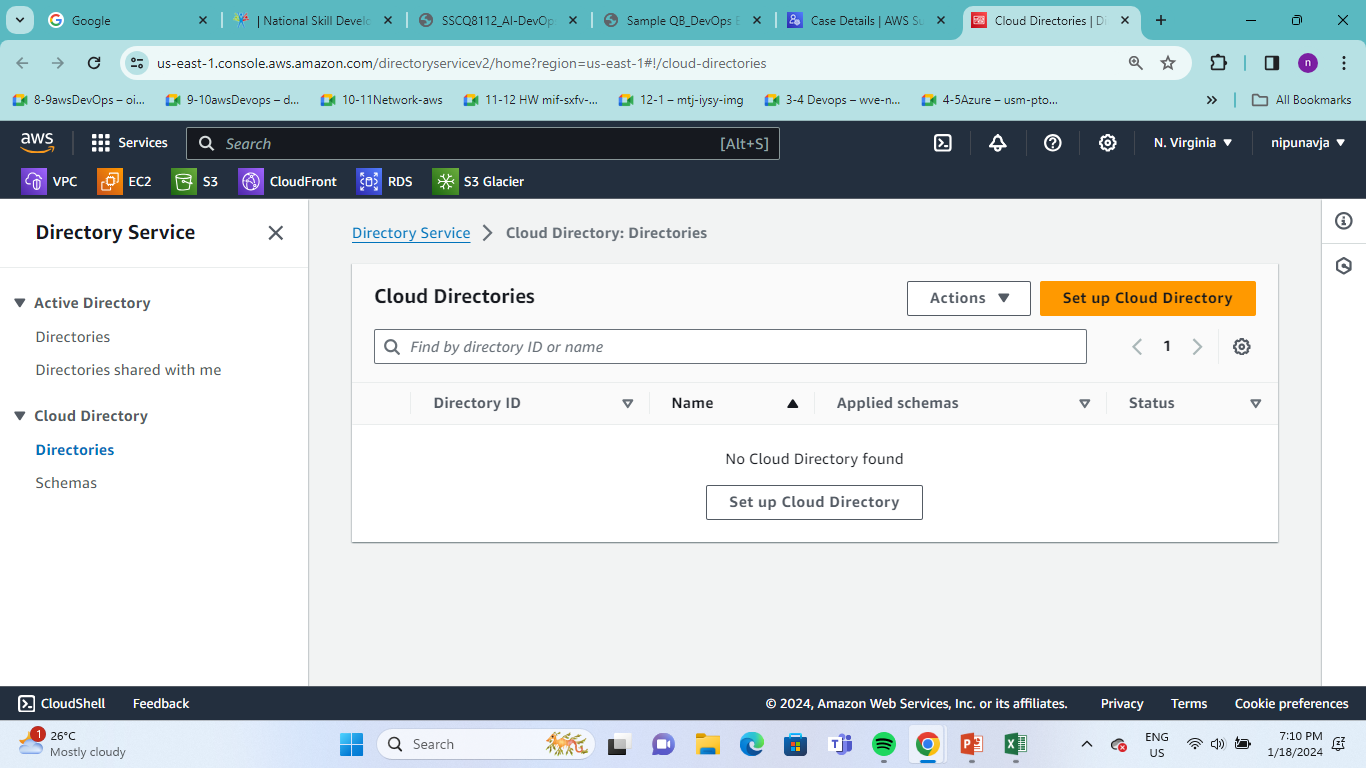 Google
| National Skill Develo
SSCQ8112_AI-DevOps
Sample QB_DevOps E
Case Details | AWS Su
Cloud Directories | Di
us-east-1.console.aws.amazon.com/directoryservicev2/home?region=us-east-1#!/cloud-directories
n
8-9awsDevOps – oi...
9-10awsDevops – d...
10-11Network-aws
11-12 HW mif-sxfv-...
12-1 – mtj-iysy-img
3-4 Devops – wve-n...
4-5Azure – usm-pto...
»
All Bookmarks
aws
Services
Search
[Alt+S]
N. Virginia
nipunavja
VPC
EC2
S3
CloudFront
RDS
S3 Glacier
Directory Service
Active Directory
Directories
Directories shared with me
Cloud Directory
Directories
Schemas
Directory Service
Cloud Directory: Directories
Cloud Directories
Actions
Set up Cloud Directory
Find by directory ID or name
1
Directory ID
Name
Applied schemas
Status
No Cloud Directory found
Set up Cloud Directory
CloudShell
Feedback
© 2024, Amazon Web Services, Inc. or its affiliates.
Privacy
Terms
Cookie preferences
1
26°C
Mostly cloudy
Search
ENG
US
7:10 PM
1/18/2024